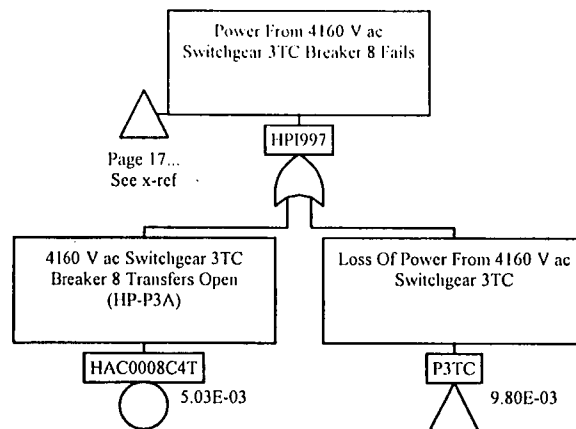 Power From 4160 V ac
Switchgear 3TC Breaker 8 Fails
HPI997
Page 17...
See x-ref
4160 V ac Switchgear 3TC
Breaker 8 Transfers Open
(HP-P3A)
Loss Of Power From 4160 V ac
Switchgear 3TC
HAC0008C4T
5.03E-03
P3TC
9.80E-03